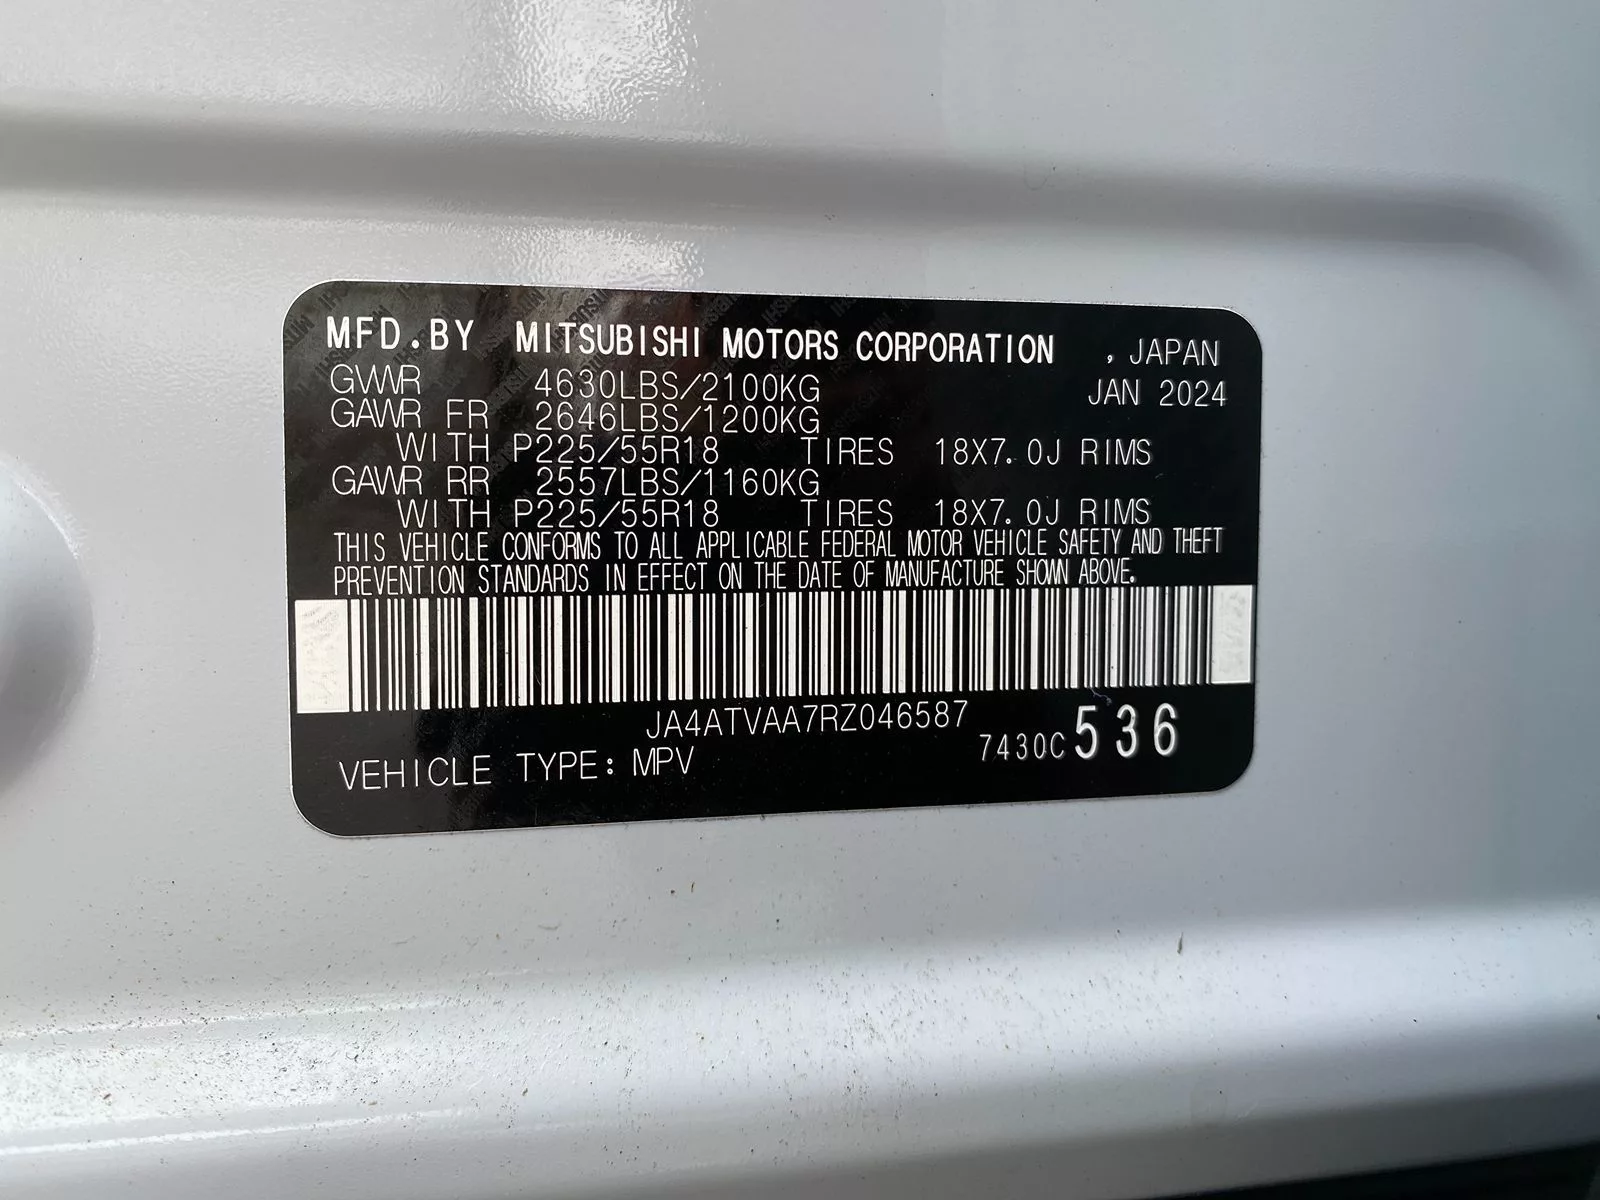 MFD.BY MITSUBISHI MOTORS CORPORATION , JAPAN
GVWR 4630LBS/2100KG JAN 2024
GAWR FR 2646LBS/1200KG
WITH P225/55R18 TIRES 18X7.0J RIMS
GAWR RR 2557LBS/1160KG
WITH P225/55R18 TIRES 18X7.0J RIMS
THIS VEHICLE CONFORMS TO ALL APPLICABLE FEDERAL MOTOR VEHICLE SAFETY AND THEFT
PREVENTION STANDARDS IN EFFECT ON THE DATE OF MANUFACTURE SHOWN ABOVE.
JA4ATVAA7RZ046587
7430C 536
VEHICLE TYPE: MPV